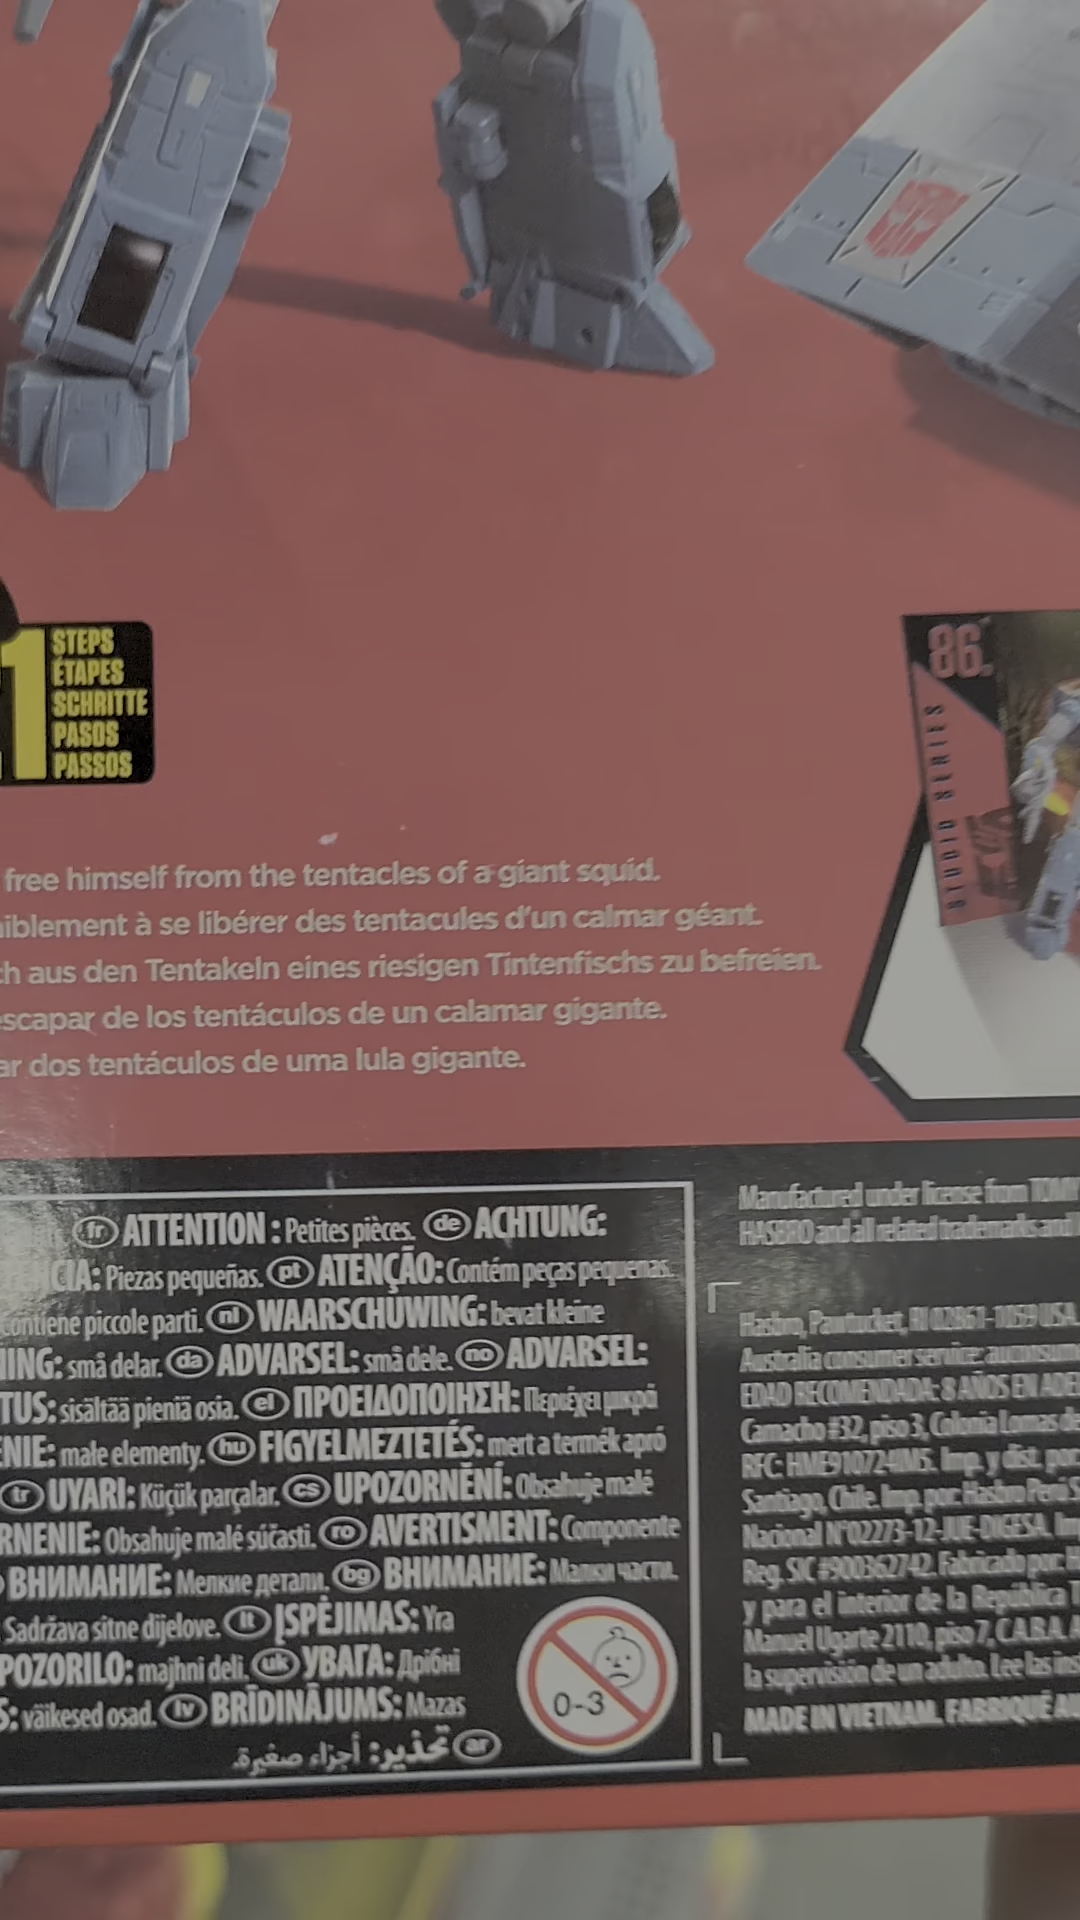 1
STEPS
ÉTAPES
SCHRITTE
PASOS
PASSOS
86
STUDIO SERIES
free himself from the tentacles of a giant squid.
niblement à se libérer des tentacules d'un calmar géant.
ch aus den Tentakeln eines riesigen Tintenfischs zu befreien.
escapar de los tentáculos de un calamar gigante.
ar dos tentáculos de uma lula gigante.
fr ATTENTION : Petites pièces. de ACHTUNG:
CIA: Piezas pequeñas. pt ATENÇÃO: Contém peças pequenas.
contiene piccole parti. nl WAARSCHUWING: bevat kleine
ING: små delar. da ADVARSEL: små dele. no ADVARSEL:
TUS: sisältää pieniä osia. el ΠΡΟΕΙΔΟΠΟΙΗΣΗ: Περιέχει μικρά
NIE: małe elementy. hu FIGYELMEZTETÉS: mert a termék apró
tr UYARI: Küçük parçalar. cs UPOZORNĚNÍ: Obsahuje malé
RNENIE: Obsahuje malé súčasti. ro AVERTISMENT: Componente
ВНИМАНИЕ: Мелкие детали. bg ВНИМАНИЕ: Малки части.
Sadržava sitne dijelove. lt ĮSPĖJIMAS: Yra
POZORILO: majhni deli. uk УВАГА: Дрібні
S: väikesed osad. lv BRĪDINĀJUMS: Mazas
ar تحذير: أجزاء صغيرة.
0-3
Manufactured under license from TOMY
HASBRO and all related trademarks and
Hasbro, Pawtucket, RI 02861-1059 USA.
Australia consumer service:
EDAD RECOMENDADA: 8 AÑOS EN ADE
Camacho #32, piso 3, Colonia Lomas de
RFC: HME910724IM5. Imp. y dist. por:
Santiago, Chile. Imp. por: Hasbro Perú S
Nacional N°02273-12-JUE-DIGESA. Im
Reg. SIC #900362742. Fabricado por: H
y para el interior de la República
Manuel Ugarte 2110, piso 7, C.A.B.A. A
la supervisión de un adulto. Lee las ins
MADE IN VIETNAM. FABRIQUÉ AU